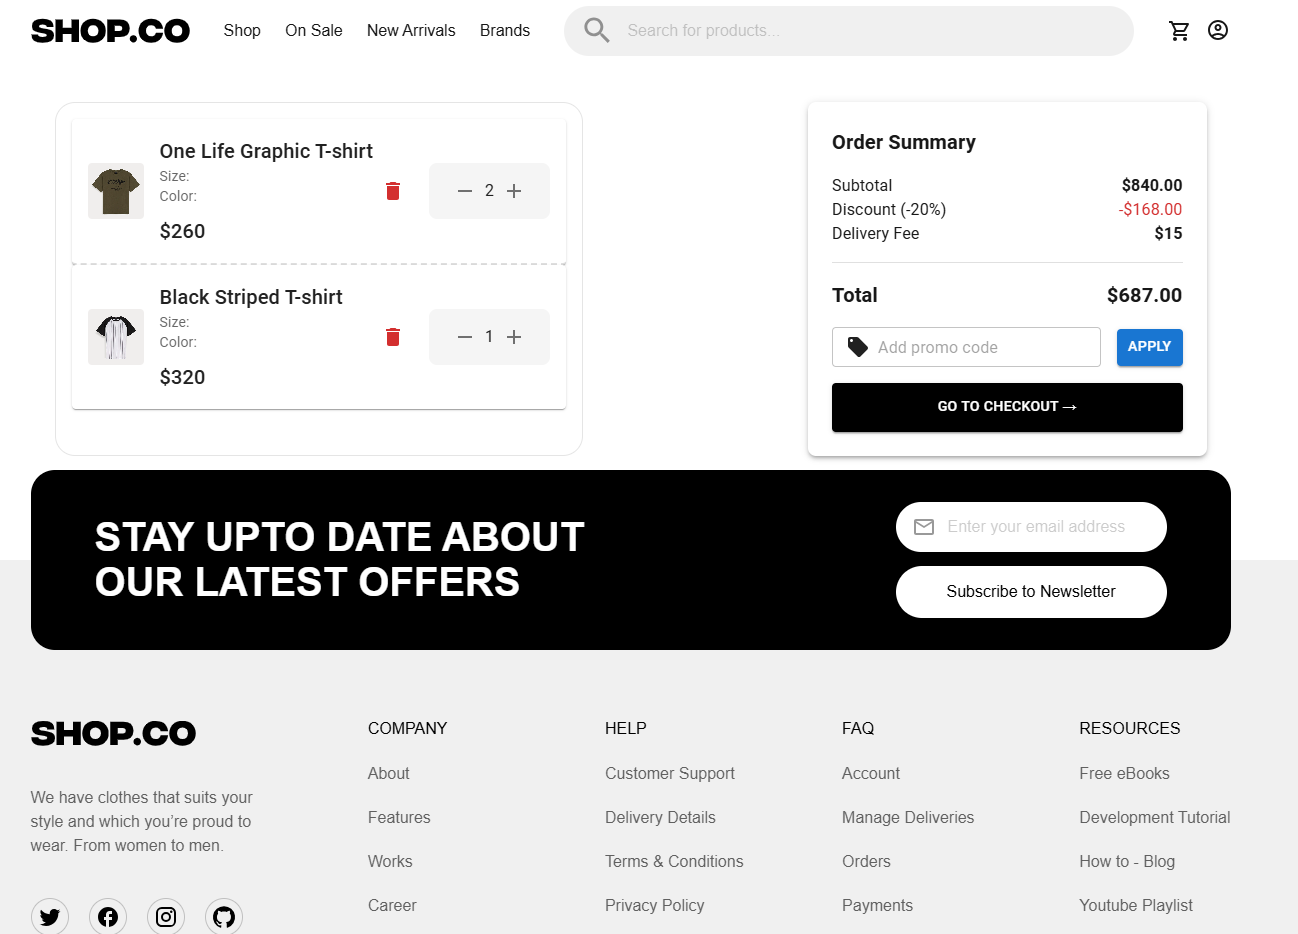 SHOP.CO
Shop
On Sale
New Arrivals
Brands
Search for products...
One Life Graphic T-shirt
Size:
Color:
$260
2
Black Striped T-shirt
Size:
Color:
$320
1
Order Summary
Subtotal $840.00
Discount (-20%) -$168.00
Delivery Fee $15
Total $687.00
Add promo code
APPLY
GO TO CHECKOUT →
STAY UPTO DATE ABOUT
OUR LATEST OFFERS
Enter your email address
Subscribe to Newsletter
SHOP.CO
We have clothes that suits your
style and which you’re proud to
wear. From women to men.
COMPANY
About
Features
Works
Career
HELP
Customer Support
Delivery Details
Terms & Conditions
Privacy Policy
FAQ
Account
Manage Deliveries
Orders
Payments
RESOURCES
Free eBooks
Development Tutorial
How to - Blog
Youtube Playlist